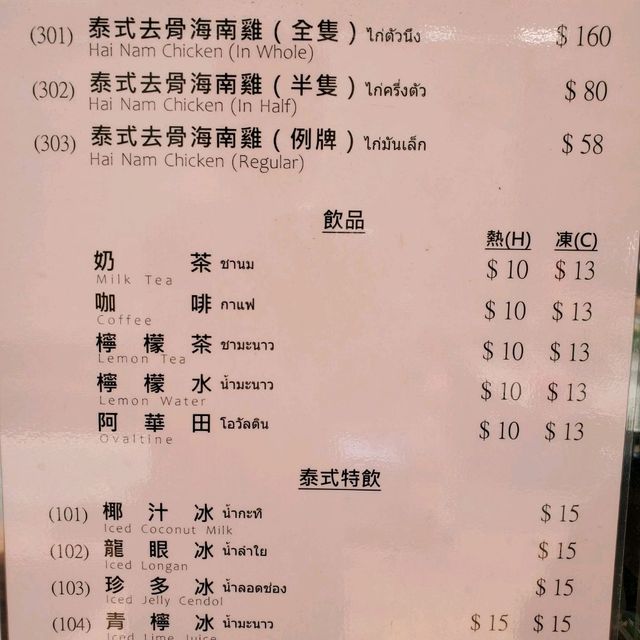 (301) 泰式去骨海南雞 ( 全隻 ) ไก่ตัวนึง $ 160
Hai Nam Chicken (In Whole)
(302) 泰式去骨海南雞 ( 半隻 ) ไก่ครึ่งตัว $ 80
Hai Nam Chicken (In Half)
(303) 泰式去骨海南雞 ( 例牌 ) ไก่มันเล็ก $ 58
Hai Nam Chicken (Regular)
飲品
熱(H) 凍(C)
奶茶 ชานม $ 10 $ 13
Milk Tea
咖啡 กาแฟ $ 10 $ 13
Coffee
檸檬茶 ชามะนาว $ 10 $ 13
Lemon Tea
檸檬水 น้ำมะนาว $ 10 $ 13
Lemon Water
阿華田 โอวัลติน $ 10 $ 13
Ovaltine
泰式特飲
(101) 椰汁冰 น้ำกะทิ $ 15
Iced Coconut Milk
(102) 龍眼冰 น้ำลำใย $ 15
Iced Longan
(103) 珍多冰 น้ำลอดช่อง $ 15
Iced Jelly Cendol
(104) 青檸冰 น้ำมะนาว $ 15 $ 15
Iced Lime Juice